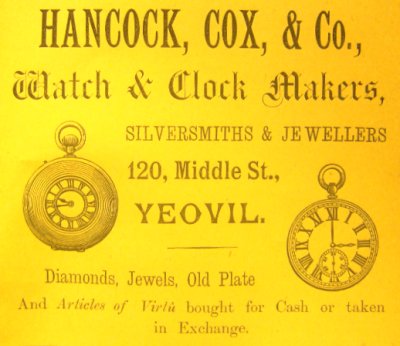 HANCOCK, COX, & Co.,
Watch & Clock Makers,
SILVERSMITHS & JEWELLERS
120, Middle St.,
YEOVIL.
Diamonds, Jewels, Old Plate
And Articles of Virtù bought for Cash or taken
in Exchange.